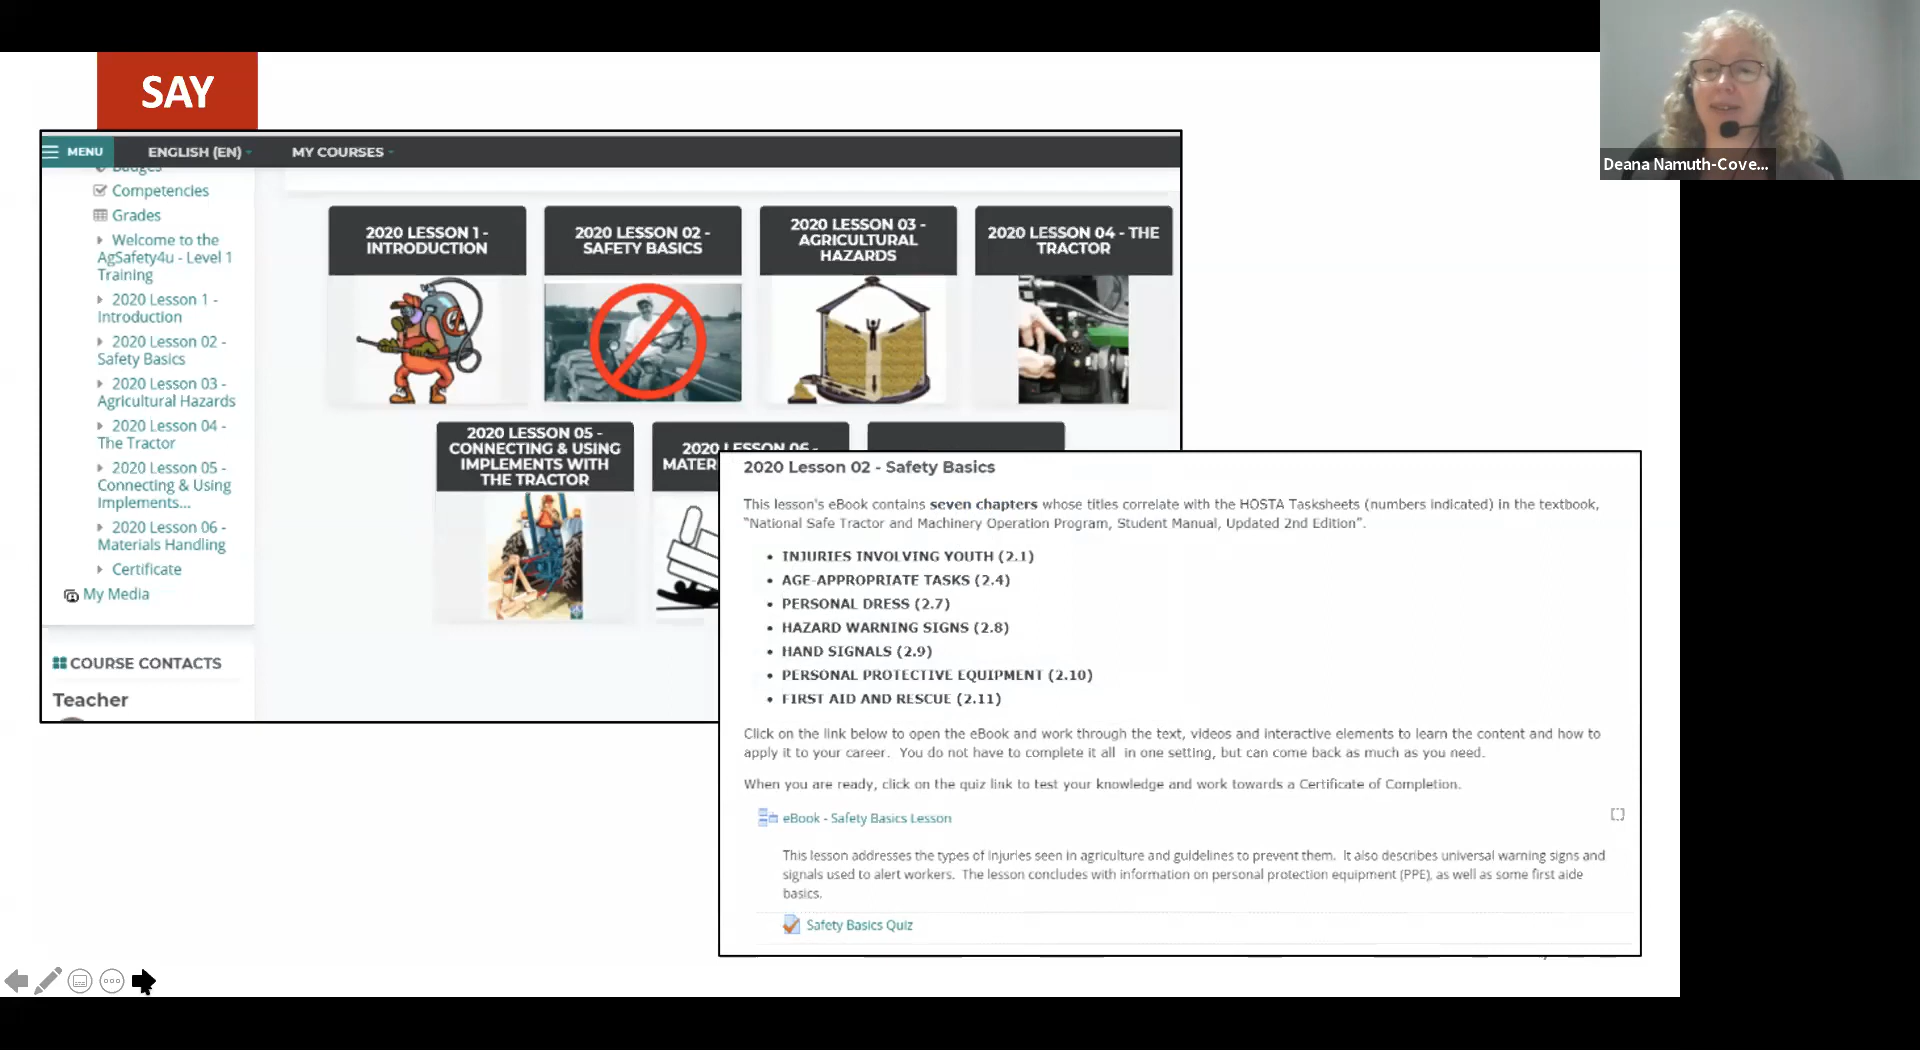 SAY
MENU
ENGLISH (EN)
MY COURSES
Badges
Competencies
Grades
Welcome to the
AgSafety4u - Level 1
Training
2020 Lesson 1 -
Introduction
2020 Lesson 02 -
Safety Basics
2020 Lesson 03 -
Agricultural Hazards
2020 Lesson 04 -
The Tractor
2020 Lesson 05 -
Connecting & Using
Implements...
2020 Lesson 06 -
Materials Handling
Certificate
My Media
COURSE CONTACTS
Teacher
2020 LESSON 1 -
INTRODUCTION
2020 LESSON 02 -
SAFETY BASICS
2020 LESSON 03 -
AGRICULTURAL
HAZARDS
2020 LESSON 04 - THE
TRACTOR
2020 LESSON 05 -
CONNECTING & USING
IMPLEMENTS WITH
THE TRACTOR
2020 LESSON 06 -
MATER
2020 Lesson 02 - Safety Basics
This lesson's eBook contains seven chapters whose titles correlate with the HOSTA Tasksheets (numbers indicated) in the textbook,
"National Safe Tractor and Machinery Operation Program, Student Manual, Updated 2nd Edition".
• INJURIES INVOLVING YOUTH (2.1)
• AGE-APPROPRIATE TASKS (2.4)
• PERSONAL DRESS (2.7)
• HAZARD WARNING SIGNS (2.8)
• HAND SIGNALS (2.9)
• PERSONAL PROTECTIVE EQUIPMENT (2.10)
• FIRST AID AND RESCUE (2.11)
Click on the link below to open the eBook and work through the text, videos and interactive elements to learn the content and how to
apply it to your career. You do not have to complete it all in one setting, but can come back as much as you need.
When you are ready, click on the quiz link to test your knowledge and work towards a Certificate of Completion.
eBook - Safety Basics Lesson
This lesson addresses the types of injuries seen in agriculture and guidelines to prevent them. It also describes universal warning signs and
signals used to alert workers. The lesson concludes with information on personal protection equipment (PPE), as well as some first aide
basics.
Safety Basics Quiz
Deana Namuth-Cove...